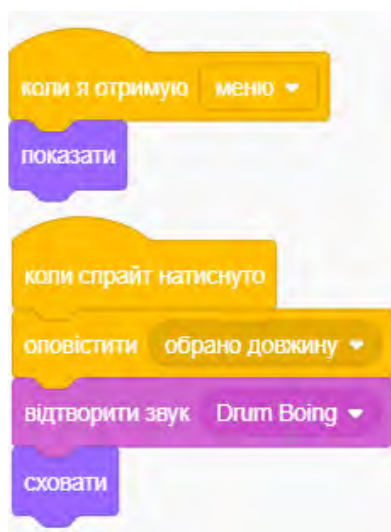 коли я отримую меню
показати
коли спрайт натиснуто
оповістити обрано довжину
відтворити звук Drum Boing
сховати